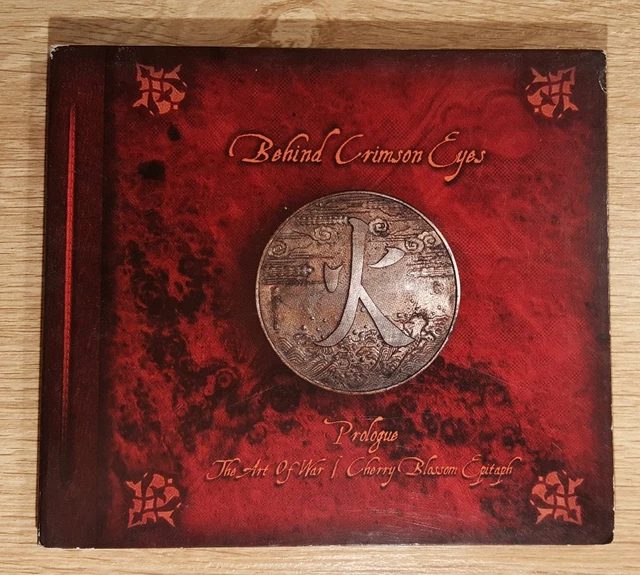 Behind Crimson Eyes
火
Prologue
The Art Of War | Cherry Blossom Epitaph